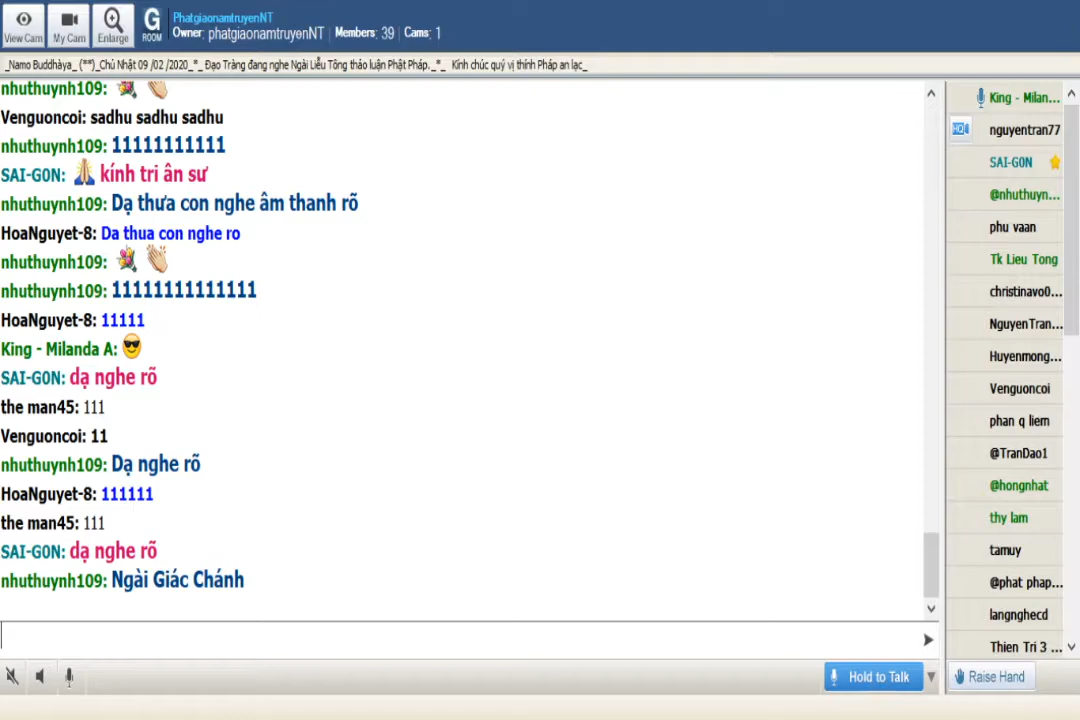 View Cam
My Cam
Enlarge
G
ROOM
PhatgiaonamtruyenNT
Owner: phatgiaonamtruyenNT | Members: 39 | Cams: 1
_Namo Buddhàya_ (**)_Chủ Nhật 09 /02 /2020_*_ Đạo Tràng đang nghe Ngài Liễu Tông thảo luận Phật Pháp._*_ Kính chúc quý vị thính Pháp an lạc_
nhuthuynh109:
Venguoncoi: sadhu sadhu sadhu
nhuthuynh109: 11111111111
SAI-G0N: kính tri ân sư
nhuthuynh109: Dạ thưa con nghe âm thanh rõ
HoaNguyet-8: Da thua con nghe ro
nhuthuynh109:
nhuthuynh109: 11111111111111
HoaNguyet-8: 11111
King - Milanda A:
SAI-G0N: dạ nghe rõ
the man45: 111
Venguoncoi: 11
nhuthuynh109: Dạ nghe rõ
HoaNguyet-8: 111111
the man45: 111
SAI-G0N: dạ nghe rõ
nhuthuynh109: Ngài Giác Chánh
King - Milan...
HD
nguyentran77
SAI-G0N
@nhuthuyn...
phu vaan
Tk Lieu Tong
christinavo0...
NguyenTran...
Huyenmong...
Venguoncoi
phan q liem
@TranDao1
@hongnhat
thy lam
tamuy
@phat phap...
langnghecd
Thien Tri 3 ...
Hold to Talk
Raise Hand